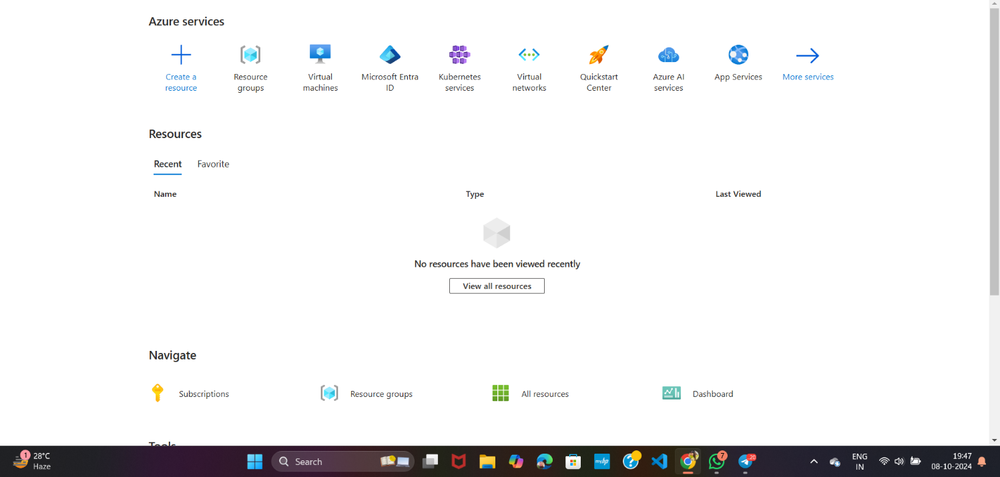 Azure services
Create a resource
Resource groups
Virtual machines
Microsoft Entra ID
Kubernetes services
Virtual networks
Quickstart Center
Azure AI services
App Services
More services
Resources
Recent Favorite
Name Type Last Viewed
No resources have been viewed recently
View all resources
Navigate
Subscriptions Resource groups All resources Dashboard
1 28°C
Haze
Search
myhp
7
20
ENG
IN
19:47
08-10-2024